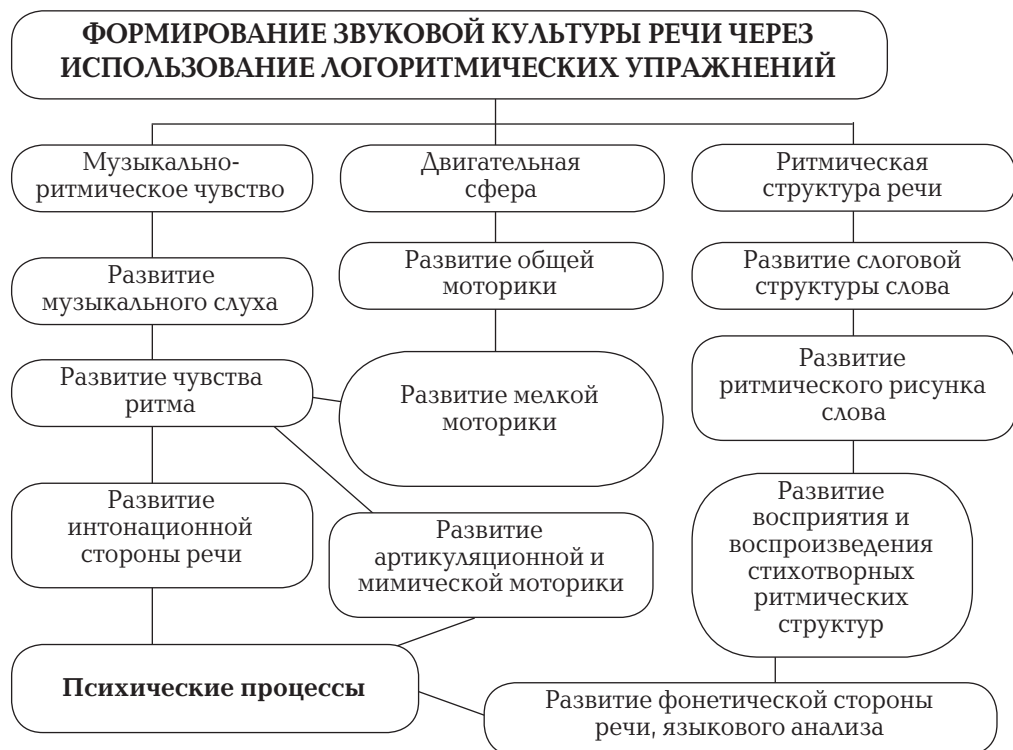 ФОРМИРОВАНИЕ ЗВУКОВОЙ КУЛЬТУРЫ РЕЧИ ЧЕРЕЗ
ИСПОЛЬЗОВАНИЕ ЛОГОРИТМИЧЕСКИХ УПРАЖНЕНИЙ
Музыкально-
ритмическое чувство
Двигательная
сфера
Ритмическая
структура речи
Развитие
музыкального слуха
Развитие общей
моторики
Развитие слоговой
структуры слова
Развитие чувства
ритма
Развитие мелкой
моторики
Развитие
ритмического рисунка
слова
Развитие
интонационной
стороны речи
Развитие
артикуляционной и
мимической моторики
Развитие
восприятия и
воспроизведения
стихотворных
ритмических
структур
Психические процессы
Развитие фонетической стороны
речи, языкового анализа